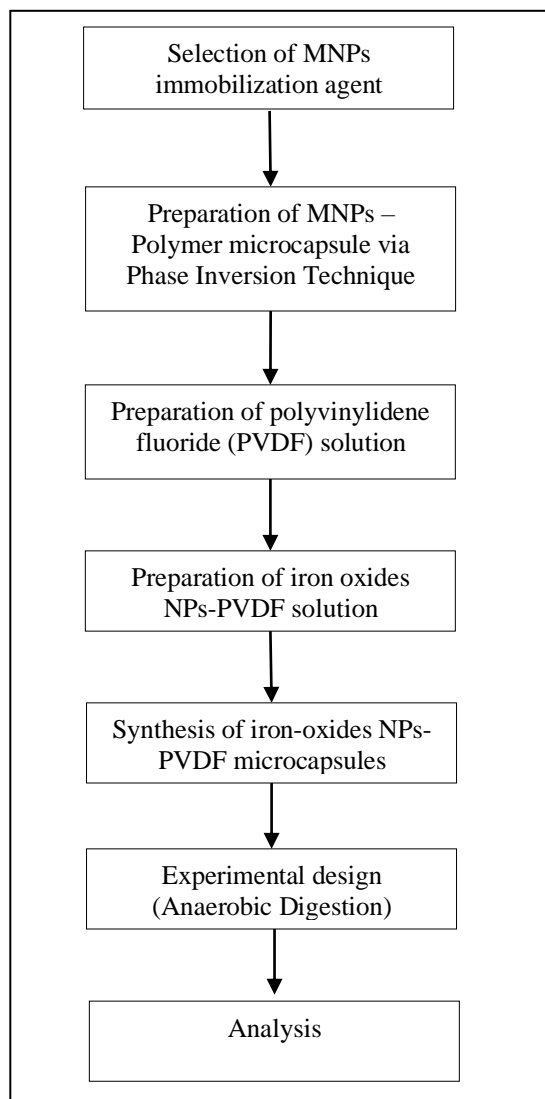 Selection of MNPs
immobilization agent
Preparation of MNPs –
Polymer microcapsule via
Phase Inversion Technique
Preparation of polyvinylidene
fluoride (PVDF) solution
Preparation of iron oxides
NPs-PVDF solution
Synthesis of iron-oxides NPs-
PVDF microcapsules
Experimental design
(Anaerobic Digestion)
Analysis